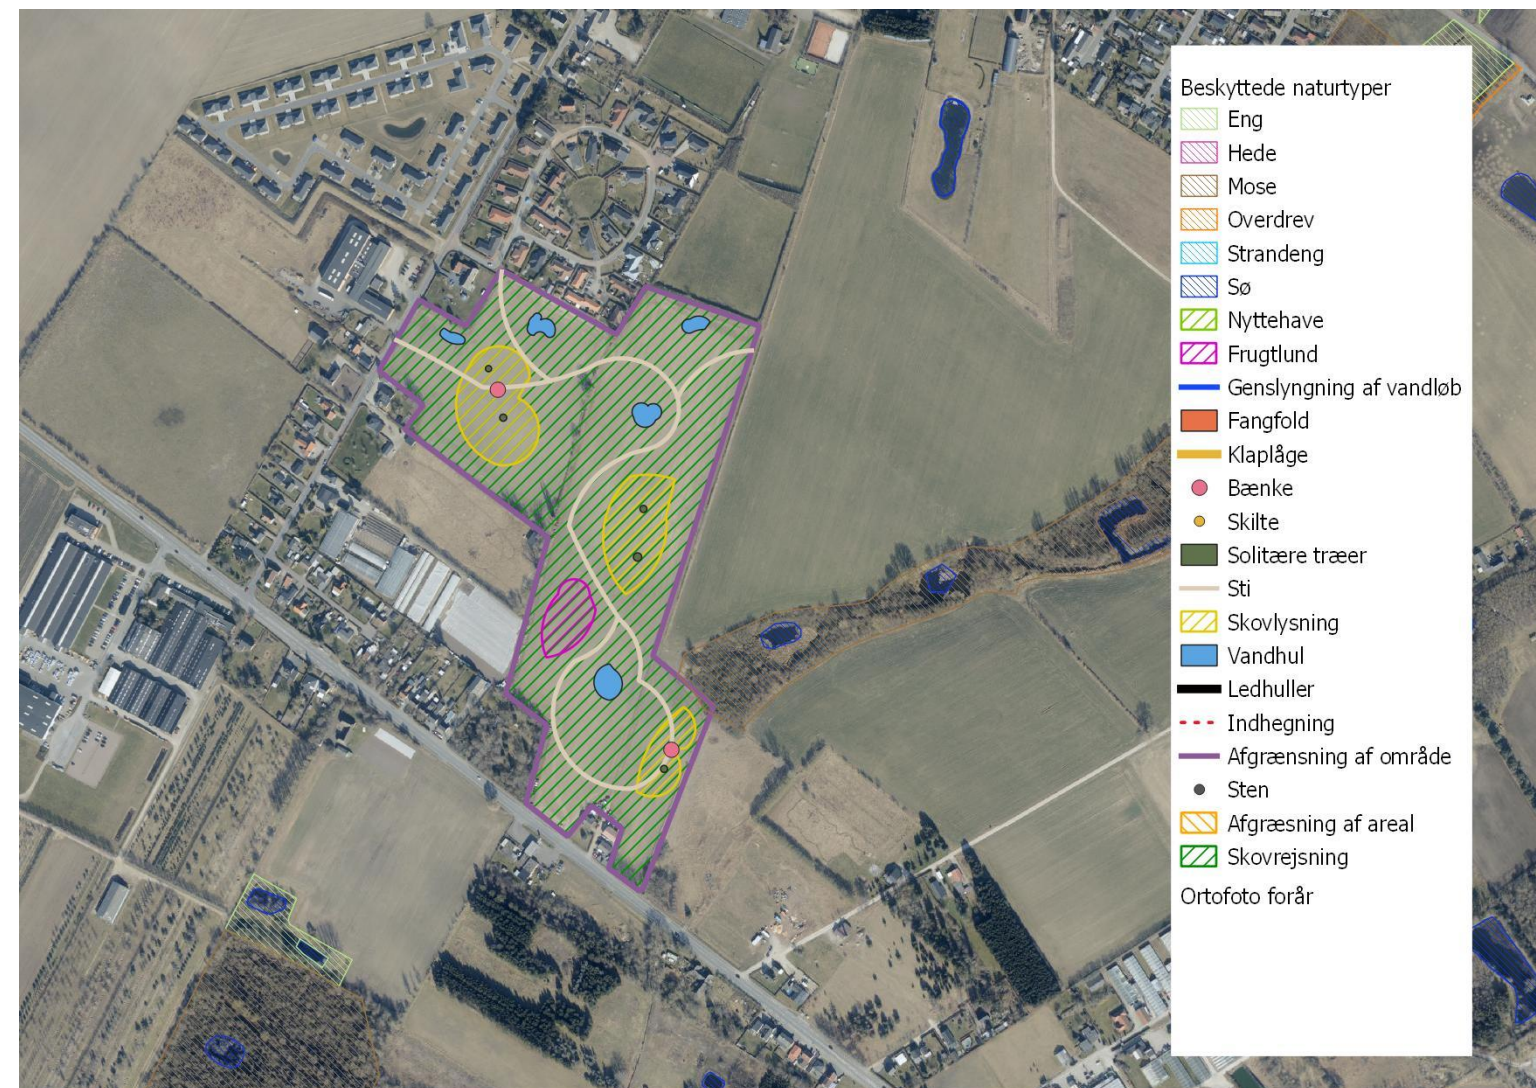 Beskyttede naturtyper
Eng
Hede
Mose
Overdrev
Strandeng
Sø
Nyttehave
Frugtlund
Genslyngning af vandløb
Fangfold
Klaplåge
Bænke
Skilte
Solitære træer
Sti
Skovlysning
Vandhul
Ledhuller
Indhegning
Afgrænsning af område
Sten
Afgræsning af areal
Skovrejsning
Ortofoto forår